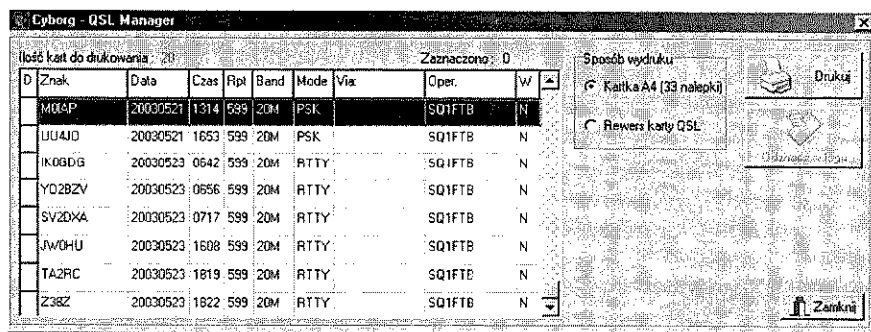 Cyborg - QSL Manager
Ilość kart do drukowania : 20 Zaznaczono : 0
D Znak Data Czas Rpt Band Mode Via: Oper. W
M0IAP 20030521 1314 599 20M PSK SQ1FTB N
UU4JO 20030521 1653 599 20M PSK SQ1FTB N
IK0GDG 20030523 0642 599 20M RTTY SQ1FTB N
YO2BZV 20030523 0656 599 20M RTTY SQ1FTB N
SV2DXA 20030523 0717 599 20M RTTY SQ1FTB N
JW0HU 20030523 1608 599 20M RTTY SQ1FTB N
TA2RC 20030523 1819 599 20M RTTY SQ1FTB N
Z38Z 20030523 1822 599 20M RTTY SQ1FTB N
Sposób wydruku
Kartka A4 (33 nalepki)
Rewers karty QSL
Drukuj
Zamknij